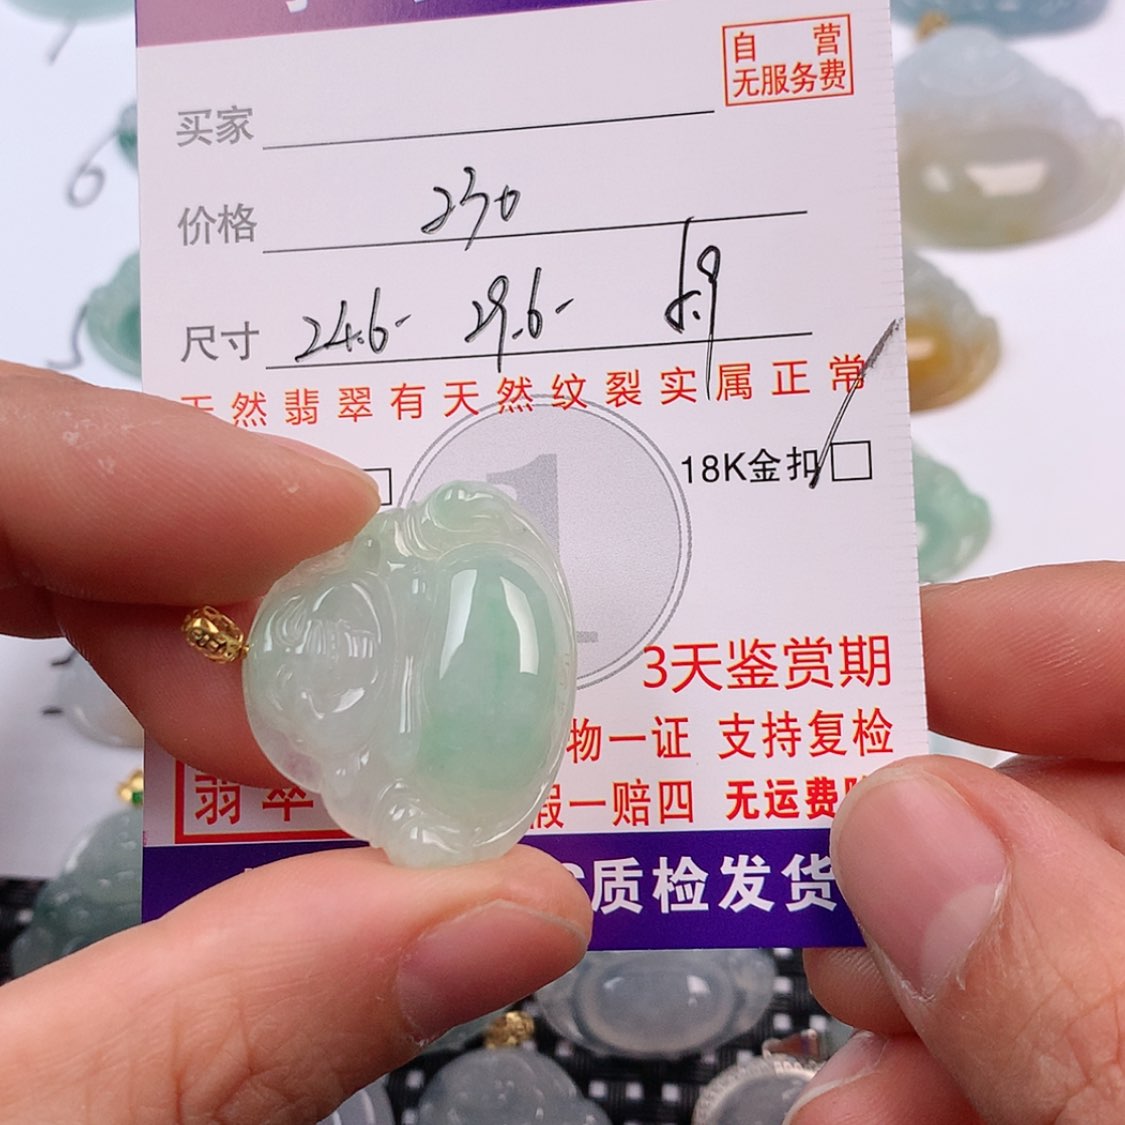 自营
无服务费
买家
价格 230
尺寸 24.6- 29.6- 6.9
天然翡翠有天然纹裂实属正常
18K金扣
3天鉴赏期
物一证 支持复检
翡翠 假一赔四 无运费
质检发货